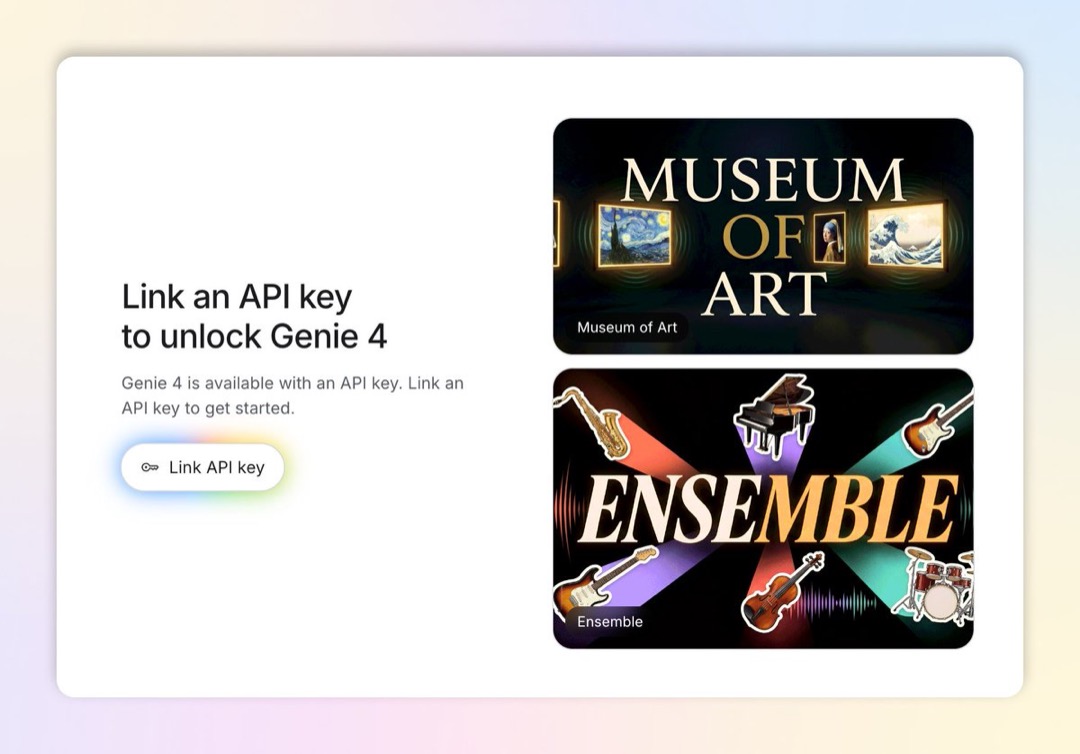 Link an API key
to unlock Genie 4
Genie 4 is available with an API key. Link an
API key to get started.
Link API key
MUSEUM
OF
ART
Museum of Art
ENSEMBLE
Ensemble